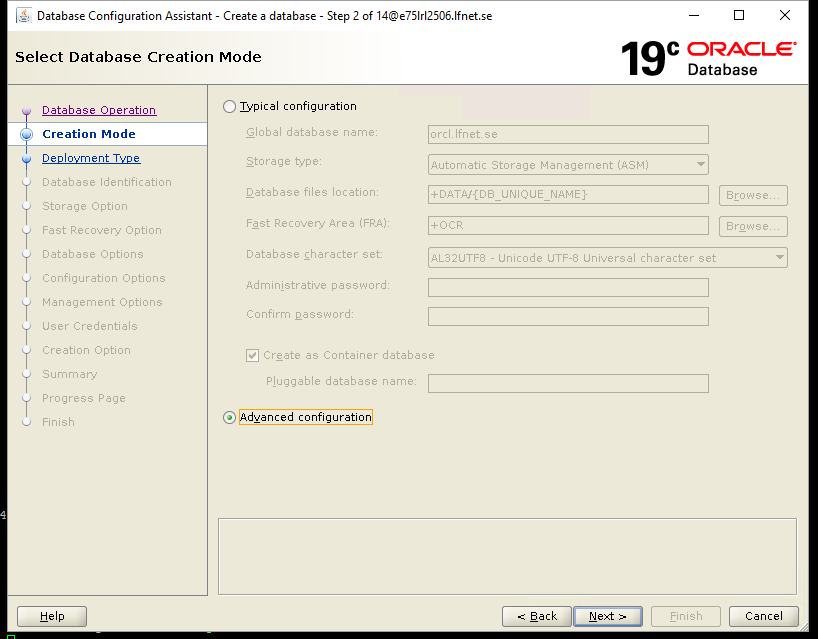 Database Configuration Assistant - Create a database - Step 2 of 14@e75lrl2506.lfnet.se
Select Database Creation Mode
19c ORACLE
Database
Database Operation
Creation Mode
Deployment Type
Database Identification
Storage Option
Fast Recovery Option
Database Options
Configuration Options
Management Options
User Credentials
Creation Option
Summary
Progress Page
Finish
Typical configuration
Global database name: orcl.lfnet.se
Storage type: Automatic Storage Management (ASM)
Database files location: +DATA/{DB_UNIQUE_NAME} Browse...
Fast Recovery Area (FRA): +OCR Browse...
Database character set: AL32UTF8 - Unicode UTF-8 Universal character set
Administrative password:
Confirm password:
Create as Container database
Pluggable database name:
Advanced configuration
4
Help < Back Next > Finish Cancel